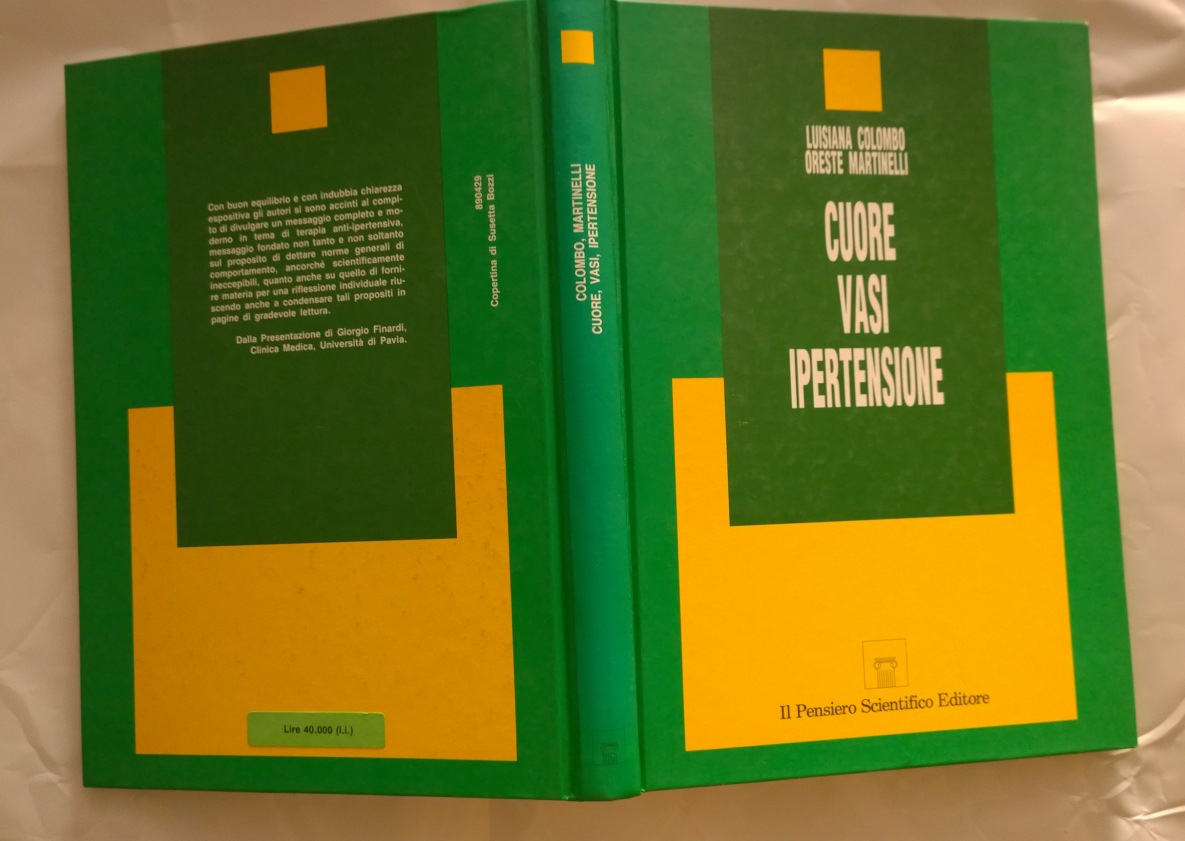 Con buon equilibrio e con indubbia chiarezza
espositiva gli autori si sono accinti al compi-
to di divulgare un messaggio completo e mo-
derno in tema di terapia anti-ipertensiva,
messaggio fondato non tanto e non soltanto
sul proposito di dettare norme generali di
comportamento, ancorché scientificamente
ineccepibili, quanto anche su quello di forni-
re materia per una riflessione individuale riu-
scendo anche a condensare tali propositi in
pagine di gradevole lettura.
Dalla Presentazione di Giorgio Finardi,
Clinica Medica, Università di Pavia.
Lire 40.000 (i.i.)
890429
Copertina di Susetta Bozzi
COLOMBO, MARTINELLI
CUORE, VASI, IPERTENSIONE
LUISIANA COLOMBO
ORESTE MARTINELLI
CUORE
VASI
IPERTENSIONE
Il Pensiero Scientifico Editore